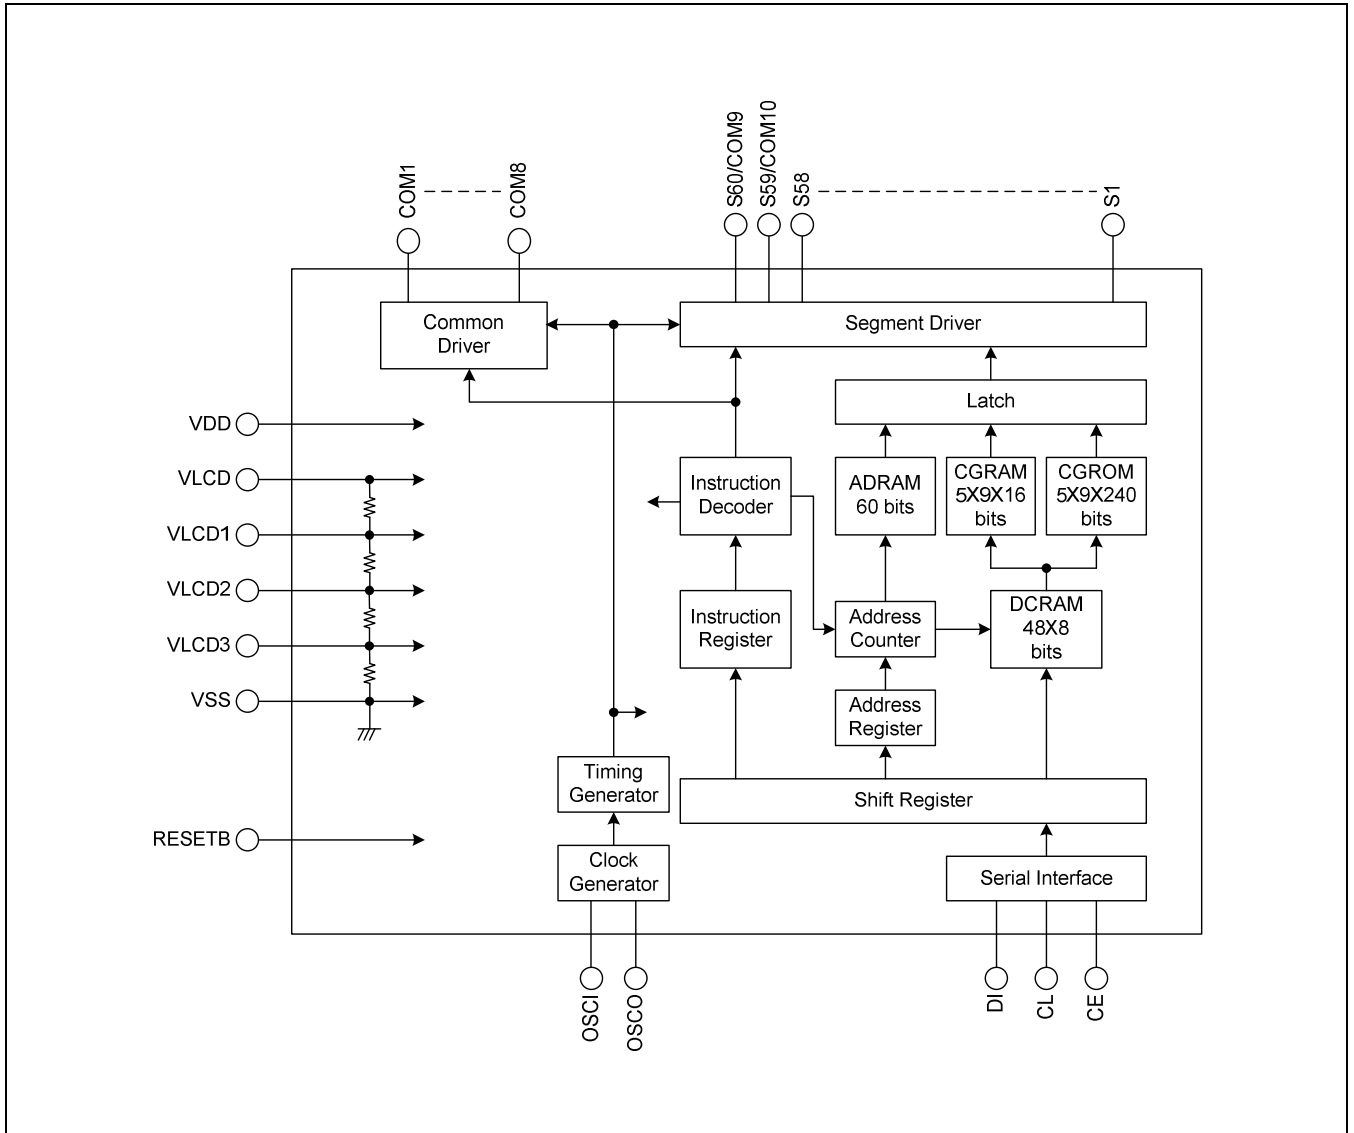 COM1
COM8
S60/COM9
S59/COM10
S58
S1
Common
Driver
Segment Driver
Latch
VDD
VLCD
VLCD1
VLCD2
VLCD3
VSS
RESETB
Instruction
Decoder
ADRAM
60 bits
CGRAM
5X9X16
bits
CGROM
5X9X240
bits
Instruction
Register
Address
Counter
DCRAM
48X8
bits
Address
Register
Timing
Generator
Shift Register
Clock
Generator
Serial Interface
OSCI
OSCO
DI
CL
CE